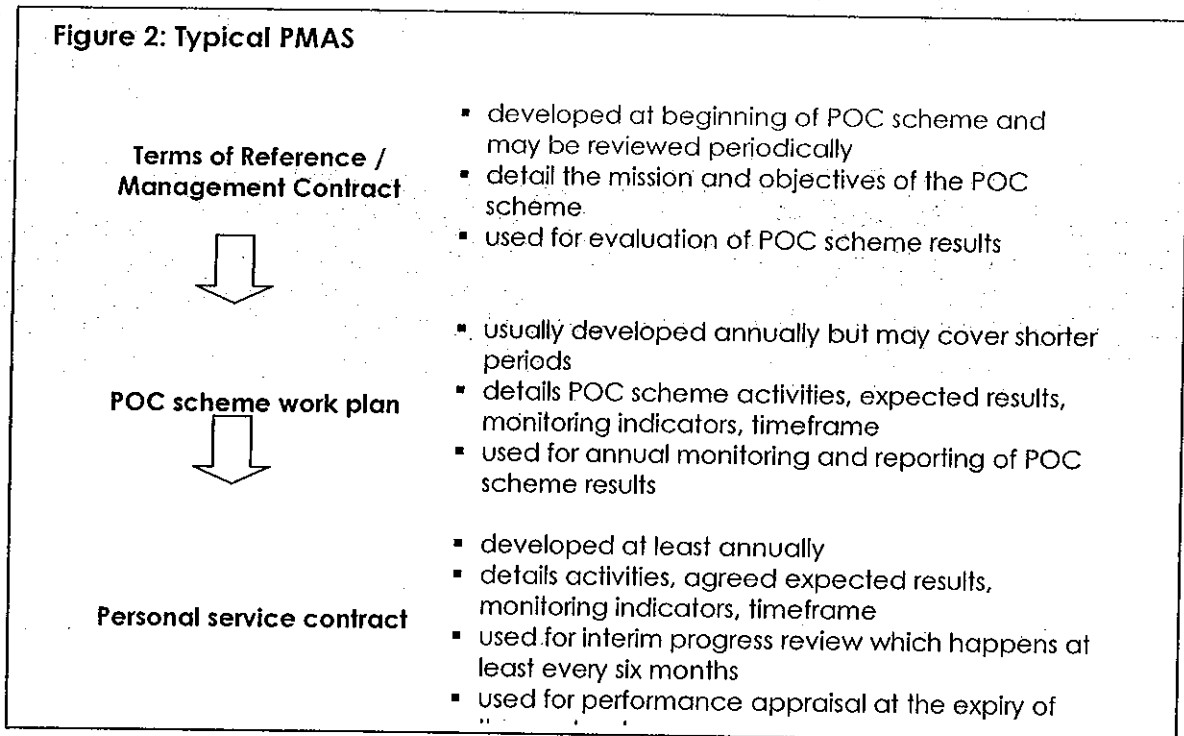 Figure 2: Typical PMAS
Terms of Reference /
Management Contract
▪ developed at beginning of POC scheme and
may be reviewed periodically
▪ detail the mission and objectives of the POC
scheme
▪ used for evaluation of POC scheme results
POC scheme work plan
▪ usually developed annually but may cover shorter
periods
▪ details POC scheme activities, expected results,
monitoring indicators, timeframe
▪ used for annual monitoring and reporting of POC
scheme results
Personal service contract
▪ developed at least annually
▪ details activities, agreed expected results,
monitoring indicators, timeframe
▪ used for interim progress review which happens at
least every six months
▪ used for performance appraisal at the expiry of